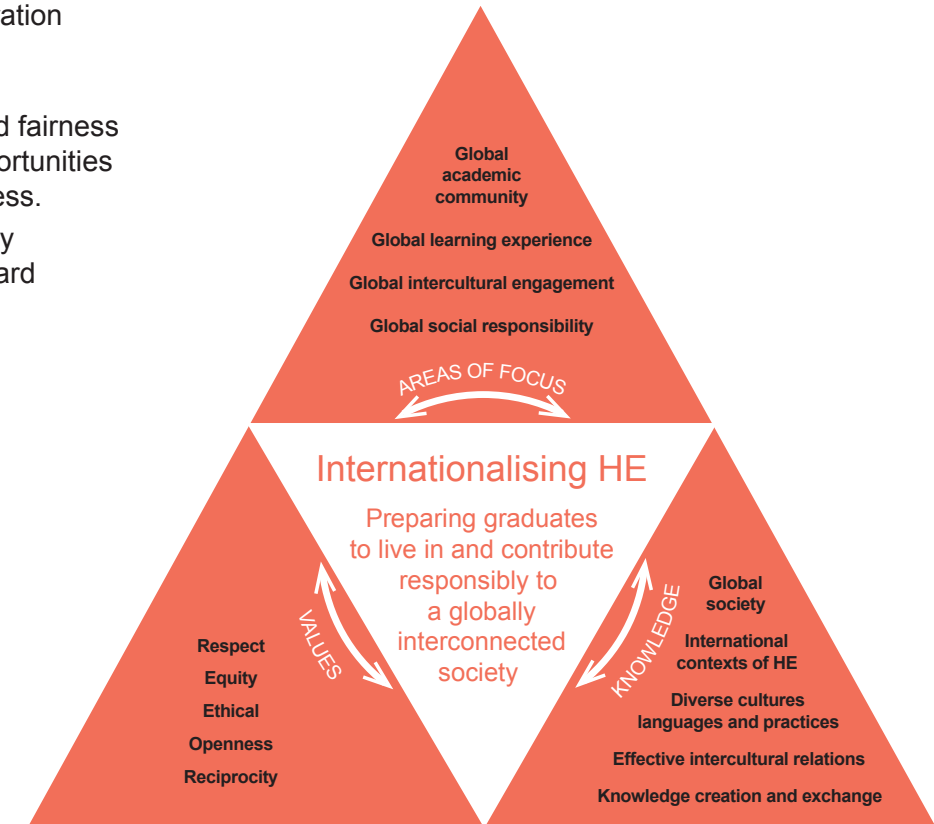 ation
d fairness
ortunities
ess.
y
ard
Global
academic
community
Global learning experience
Global intercultural engagement
Global social responsibility
AREAS OF FOCUS
Internationalising HE
Preparing graduates
to live in and contribute
responsibly to
a globally
interconnected
society
VALUES
Respect
Equity
Ethical
Openness
Reciprocity
KNOWLEDGE
Global
society
International
contexts of HE
Diverse cultures
languages and practices
Effective intercultural relations
Knowledge creation and exchange